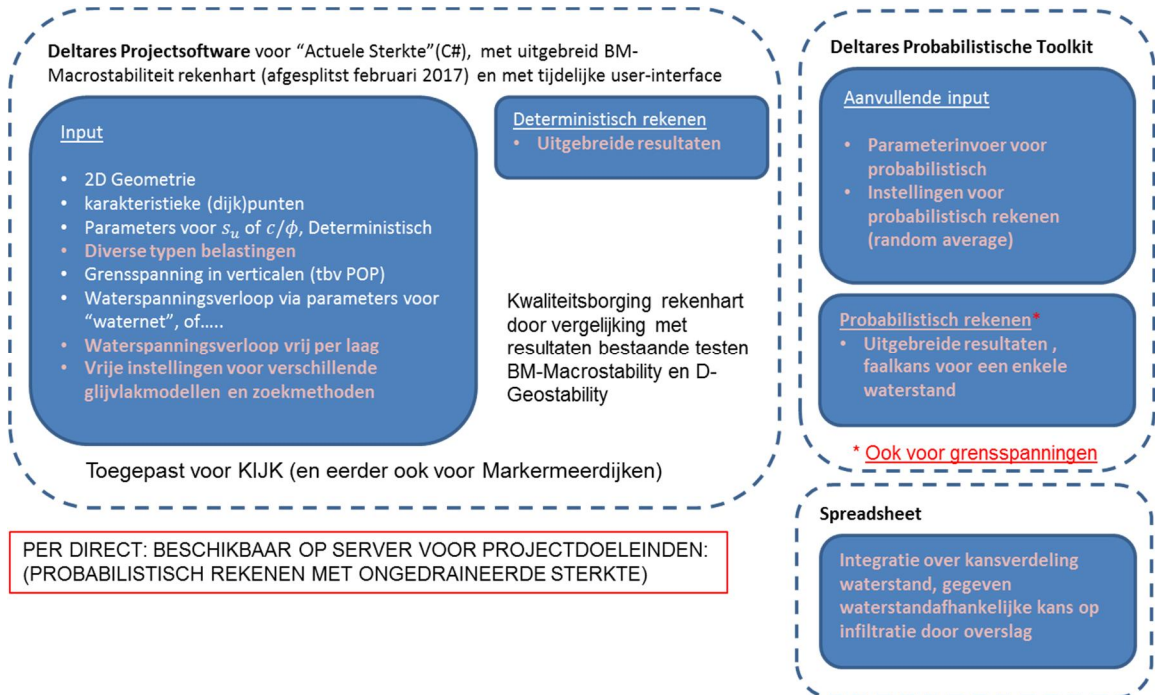 Deltares Projectsoftware voor “Actuele Sterkte”(C#), met uitgebreid BM-
Macrostabiliteit rekenhart (afgesplitst februari 2017) en met tijdelijke user-interface
Input
• 2D Geometrie
• karakteristieke (dijk)punten
• Parameters voor s_u of c/ϕ, Deterministisch
• Diverse typen belastingen
• Grensspanning in verticalen (tbv POP)
• Waterspanningsverloop via parameters voor
“waternet”, of.....
• Waterspanningsverloop vrij per laag
• Vrije instellingen voor verschillende
glijvlakmodellen en zoekmethoden
Deterministisch rekenen
• Uitgebreide resultaten
Kwaliteitsborging rekenhart
door vergelijking met
resultaten bestaande testen
BM-Macrostability en D-
Geostability
Toegepast voor KIJK (en eerder ook voor Markermeerdijken)
PER DIRECT: BESCHIKBAAR OP SERVER VOOR PROJECTDOELEINDEN:
(PROBABILISTISCH REKENEN MET ONGEDRAINEERDE STERKTE)
Deltares Probabilistische Toolkit
Aanvullende input
• Parameterinvoer voor
probabilistisch
• Instellingen voor
probabilistisch rekenen
(random average)
Probabilistisch rekenen*
• Uitgebreide resultaten ,
faalkans voor een enkele
waterstand
* Ook voor grensspanningen
Spreadsheet
Integratie over kansverdeling
waterstand, gegeven
waterstandafhankelijke kans op
infiltratie door overslag